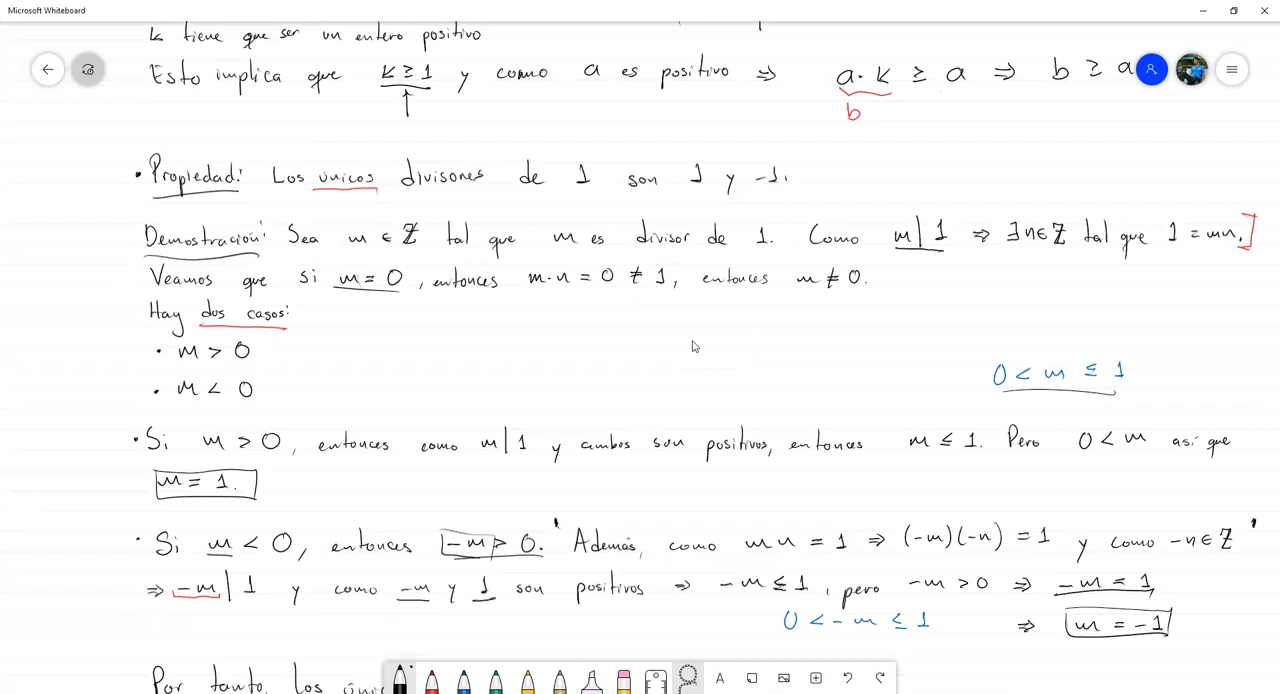 Microsoft Whiteboard
k tiene que ser un entero positivo
Esto implica que k ≥ 1 y como a es positivo ⇒ a·k ≥ a ⇒ b ≥ a
b
• Propiedad: Los únicos divisores de 1 son 1 y -1.
Demostración: Sea m ∈ ℤ tal que m es divisor de 1. Como m|1 ⇒ ∃n∈ℤ tal que 1 = mn.]
Veamos que si m = 0, entonces m·n = 0 ≠ 1, entonces m ≠ 0.
Hay dos casos:
• m > 0
• m < 0
0 < m ≤ 1
• Si m > 0, entonces como m|1 y ambos son positivos, entonces m ≤ 1. Pero 0 < m así que
m = 1.
• Si m < 0, entonces -m > 0. Además, como mn = 1 ⇒ (-m)(-n) = 1 y como -n ∈ ℤ
⇒ -m|1 y como -m y 1 son positivos ⇒ -m ≤ 1, pero -m > 0 ⇒ -m = 1,
0 < -m ≤ 1 ⇒ m = -1
Por tanto, los
A